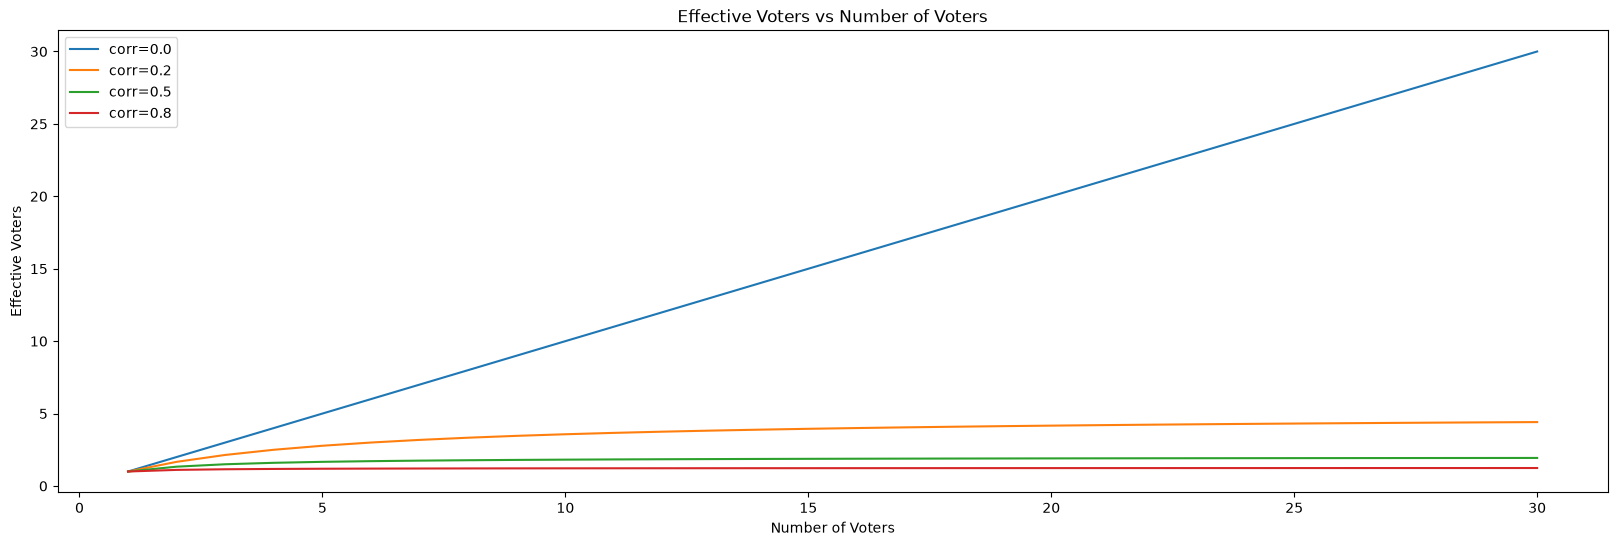 Effective Voters vs Number of Voters
corr=0.0
corr=0.2
corr=0.5
corr=0.8
30
25
20
15
10
5
0
Effective Voters
0 5 10 15 20 25 30
Number of Voters